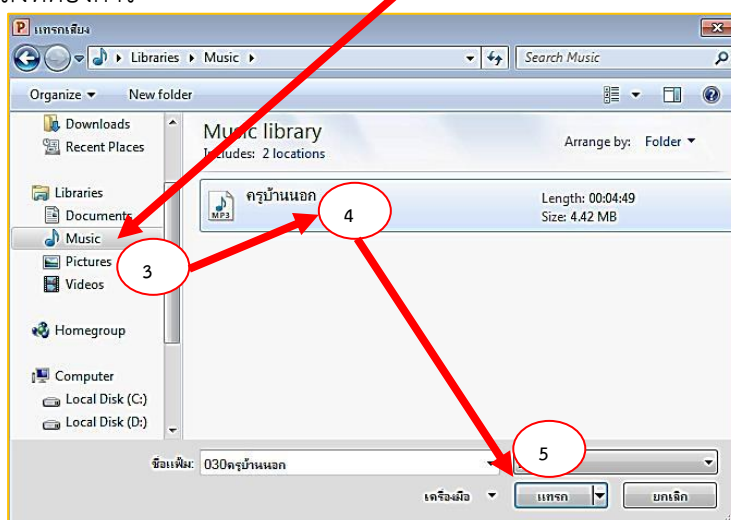 P แทรกเสียง
Libraries Music
Search Music
Organize
New folder
Downloads
Recent Places
Libraries
Documents
Music
Pictures
Videos
Homegroup
Computer
Local Disk (C:)
Local Disk (D:)
Music library
Includes: 2 locations
Arrange by: Folder
MP3
ครูบ้านนอก
Length: 00:04:49
Size: 4.42 MB
3
4
5
ชื่อแฟ้ม: 030ครูบ้านนอก
เครื่องมือ
แทรก
ยกเลิก